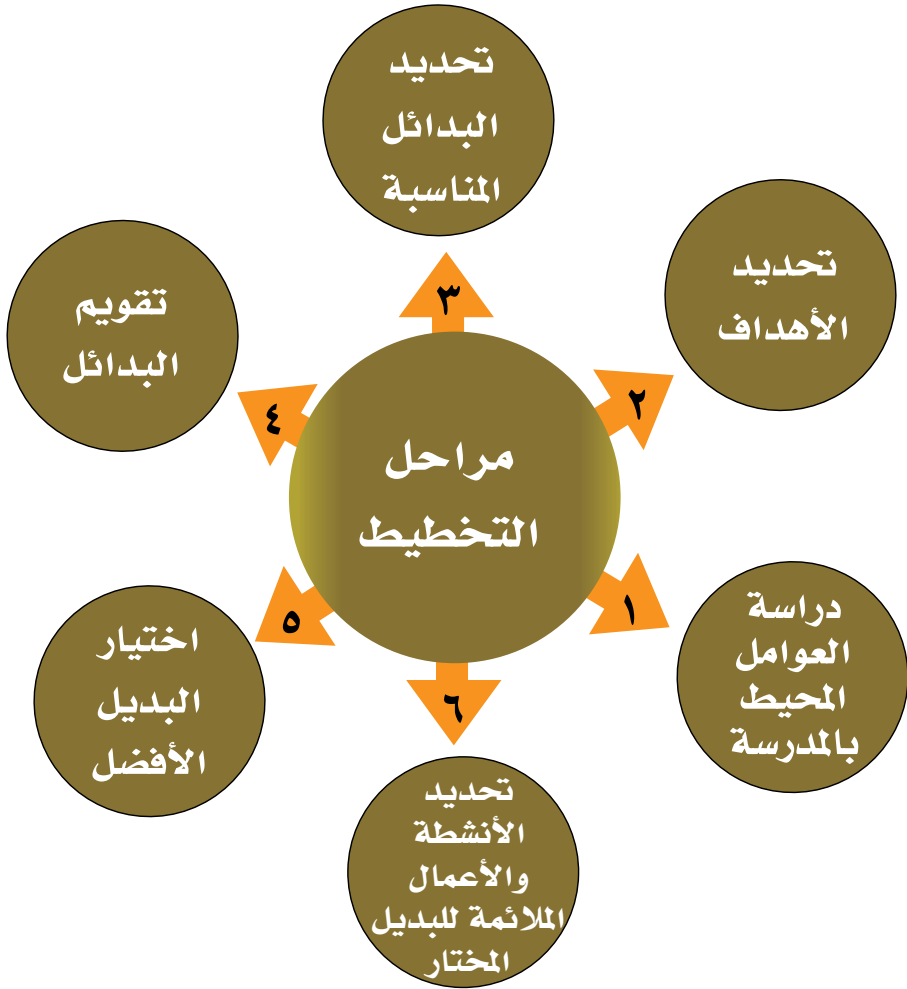 مراحل
التخطيط
١
دراسة
العوامل
المحيط
بالمدرسة
٢
تحديد
الأهداف
٣
تحديد
البدائل
المناسبة
٤
تقويم
البدائل
٥
اختيار
البديل
الأفضل
٦
تحديد
الأنشطة
والأعمال
الملائمة للبديل
المختار